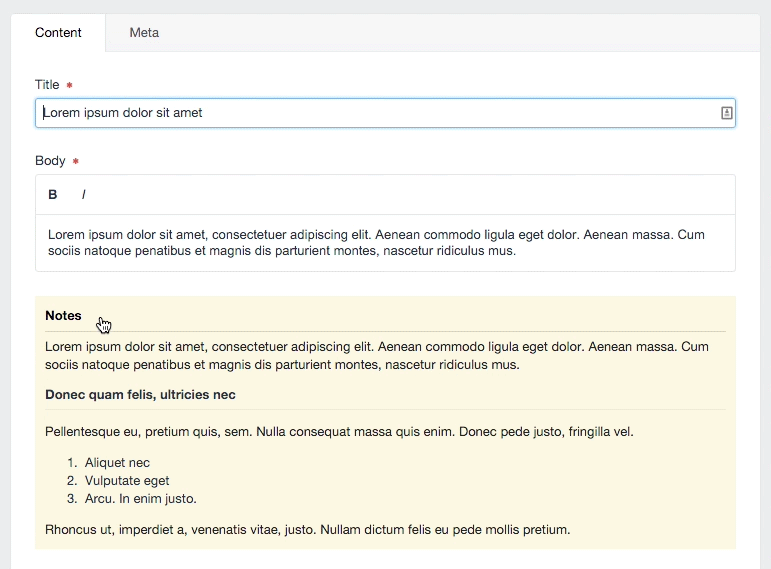 Content Meta
Title *
Lorem ipsum dolor sit amet
Body *
B I
Lorem ipsum dolor sit amet, consectetuer adipiscing elit. Aenean commodo ligula eget dolor. Aenean massa. Cum
sociis natoque penatibus et magnis dis parturient montes, nascetur ridiculus mus.
Notes
Lorem ipsum dolor sit amet, consectetuer adipiscing elit. Aenean commodo ligula eget dolor. Aenean massa. Cum
sociis natoque penatibus et magnis dis parturient montes, nascetur ridiculus mus.
Donec quam felis, ultricies nec
Pellentesque eu, pretium quis, sem. Nulla consequat massa quis enim. Donec pede justo, fringilla vel.
1. Aliquet nec
2. Vulputate eget
3. Arcu. In enim justo.
Rhoncus ut, imperdiet a, venenatis vitae, justo. Nullam dictum felis eu pede mollis pretium.